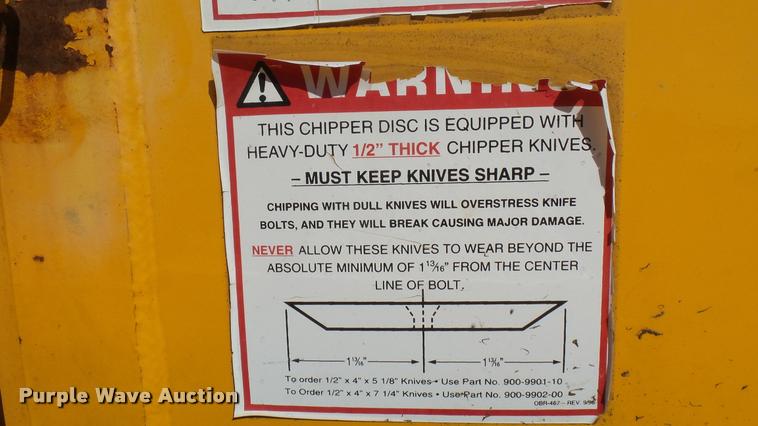 WARNING
THIS CHIPPER DISC IS EQUIPPED WITH
HEAVY-DUTY 1/2" THICK CHIPPER KNIVES.
– MUST KEEP KNIVES SHARP –
CHIPPING WITH DULL KNIVES WILL OVERSTRESS KNIFE
BOLTS, AND THEY WILL BREAK CAUSING MAJOR DAMAGE.
NEVER ALLOW THESE KNIVES TO WEAR BEYOND THE
ABSOLUTE MINIMUM OF 1 13/16" FROM THE CENTER
LINE OF BOLT.
1 13/16" 1 13/16"
To order 1/2" x 4" x 5 1/8" Knives • Use Part No. 900-9901-10
To Order 1/2" x 4" x 7 1/4" Knives • Use Part No. 900-9902-00
OBR-467 – REV.
Purple Wave Auction